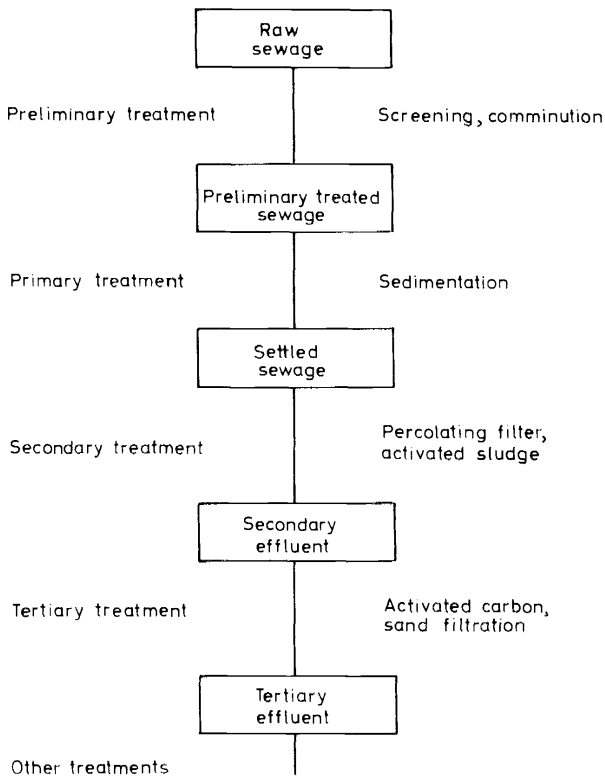 Raw
sewage
Preliminary treatment
Screening, comminution
Preliminary treated
sewage
Primary treatment
Sedimentation
Settled
sewage
Secondary treatment
Percolating filter,
activated sludge
Secondary
effluent
Tertiary treatment
Activated carbon,
sand filtration
Tertiary
effluent
Other treatments